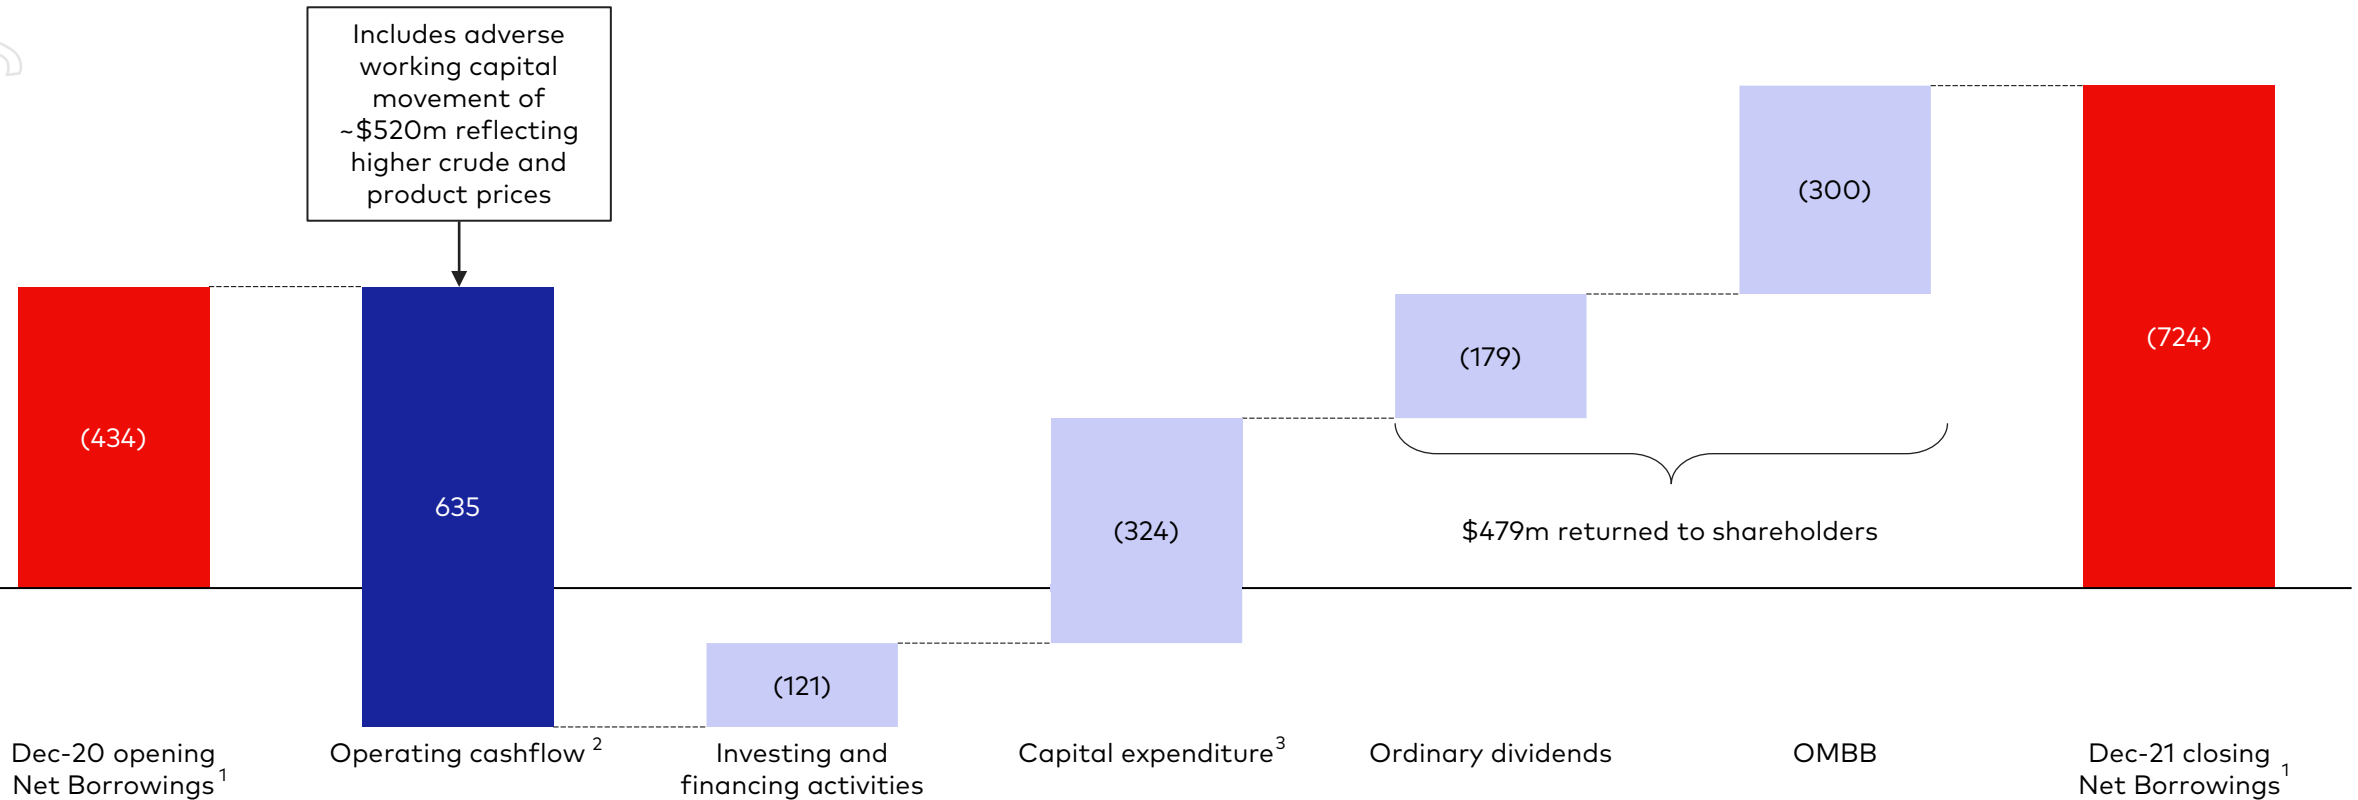 Includes adverse
working capital
movement of
~$520m reflecting
higher crude and
product prices
(434)
635
(121)
(324)
(179)
(300)
(724)
$479m returned to shareholders
Dec-20 opening
Net Borrowings 1
Operating cashflow 2
Investing and
financing activities
Capital expenditure 3
Ordinary dividends
OMBB
Dec-21 closing
Net Borrowings 1